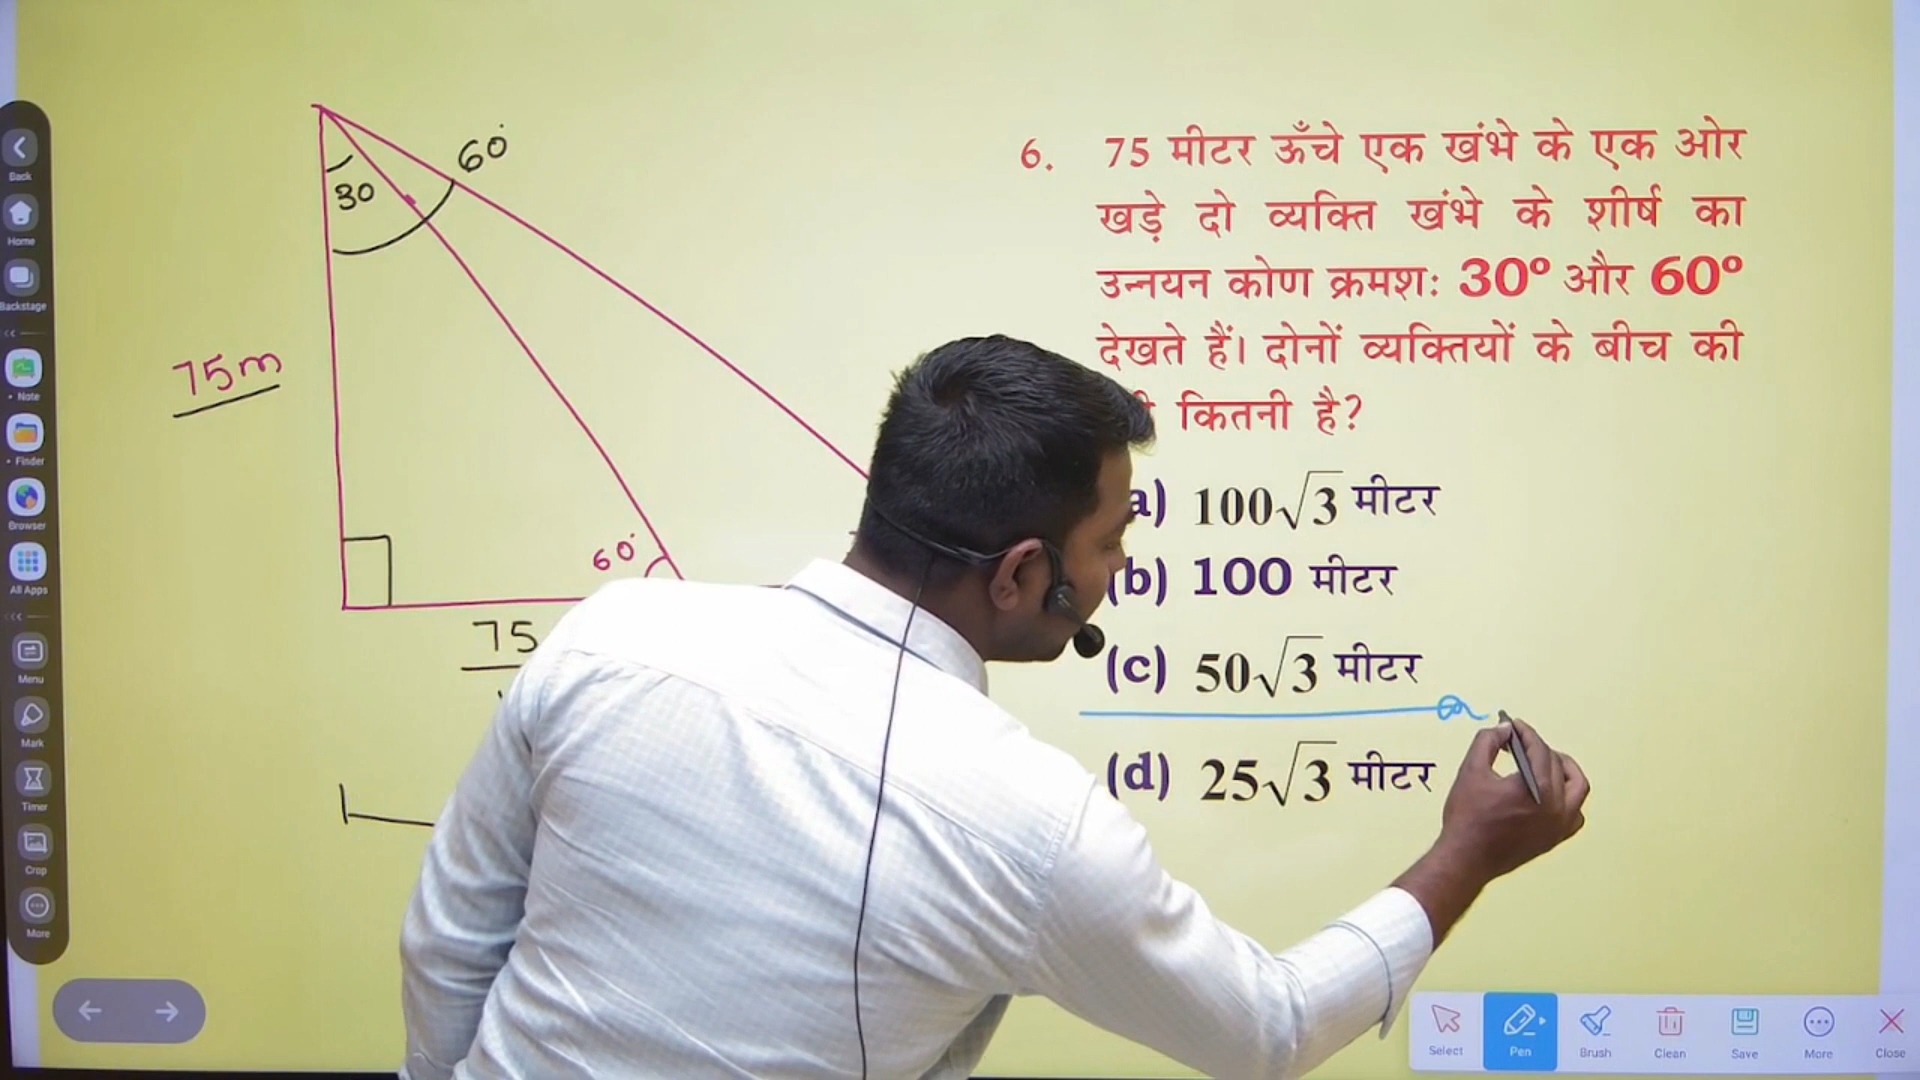 60°
30
75m
60°
75
6. 75 मीटर ऊँचे एक खंभे के एक ओर
खड़े दो व्यक्ति खंभे के शीर्ष का
उन्नयन कोण क्रमशः 30º और 60º
देखते हैं। दोनों व्यक्तियों के बीच की
कितनी है?
a) 100√3 मीटर
(b) 100 मीटर
(c) 50√3 मीटर
(d) 25√3 मीटर
Back
Home
Backstage
Note
Finder
Browser
All Apps
Menu
Mark
Timer
Crop
More
Select Pen Brush Clean Save More Close